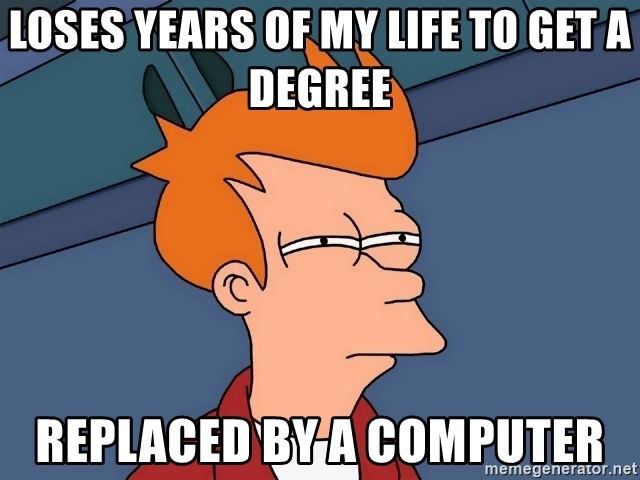 LOSES YEARS OF MY LIFE TO GET A
DEGREE
REPLACED BY A COMPUTER
memegenerator.net